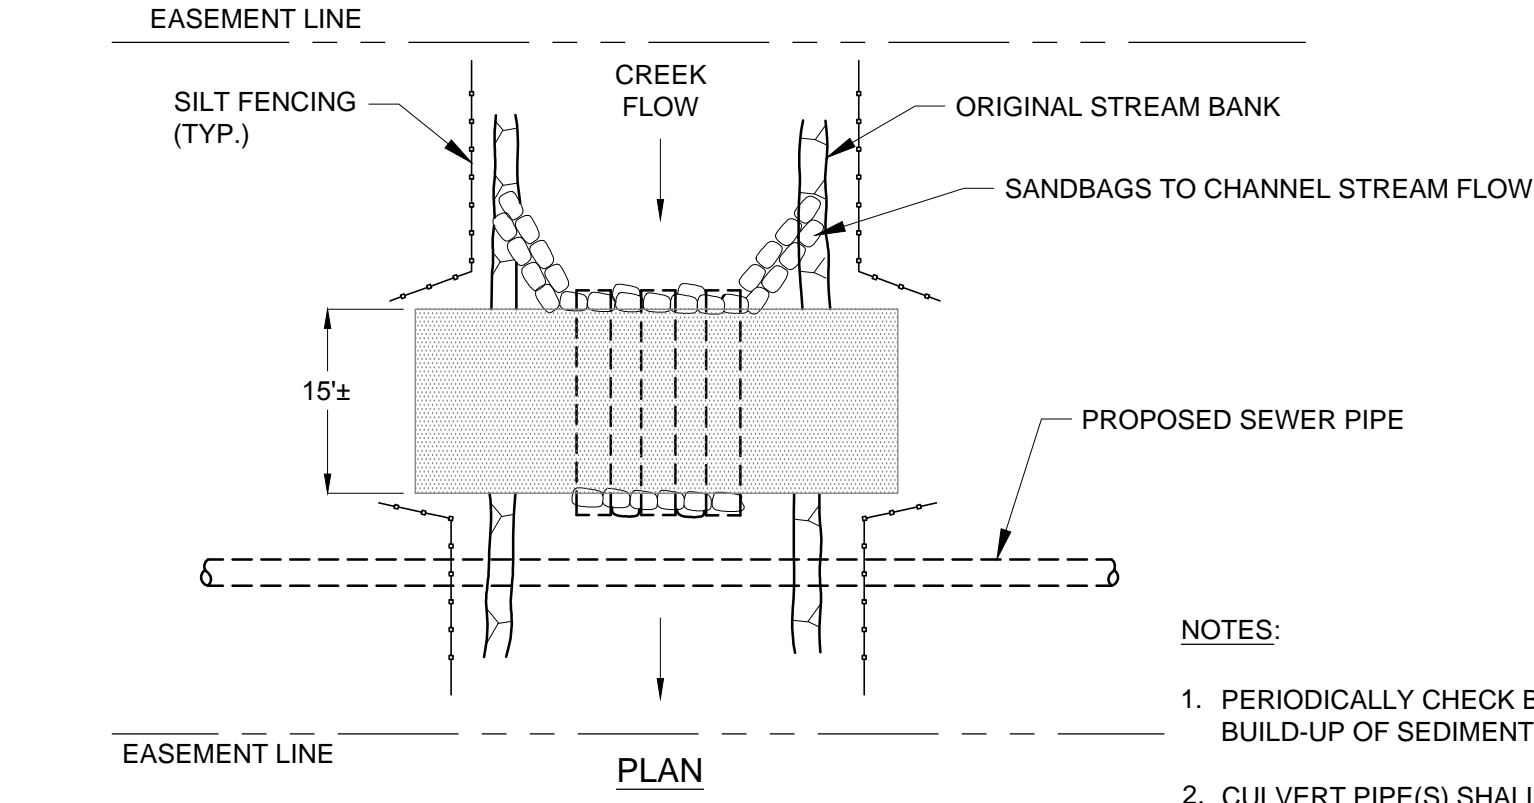 EASEMENT LINE
SILT FENCING
(TYP.)
CREEK
FLOW
ORIGINAL STREAM BANK
SANDBAGS TO CHANNEL STREAM FLOW
15'±
PROPOSED SEWER PIPE
EASEMENT LINE
PLAN
NOTES:
1. PERIODICALLY CHECK
BUILD-UP OF SEDIMENT
2. CULVERT PIPE(S) SHALL